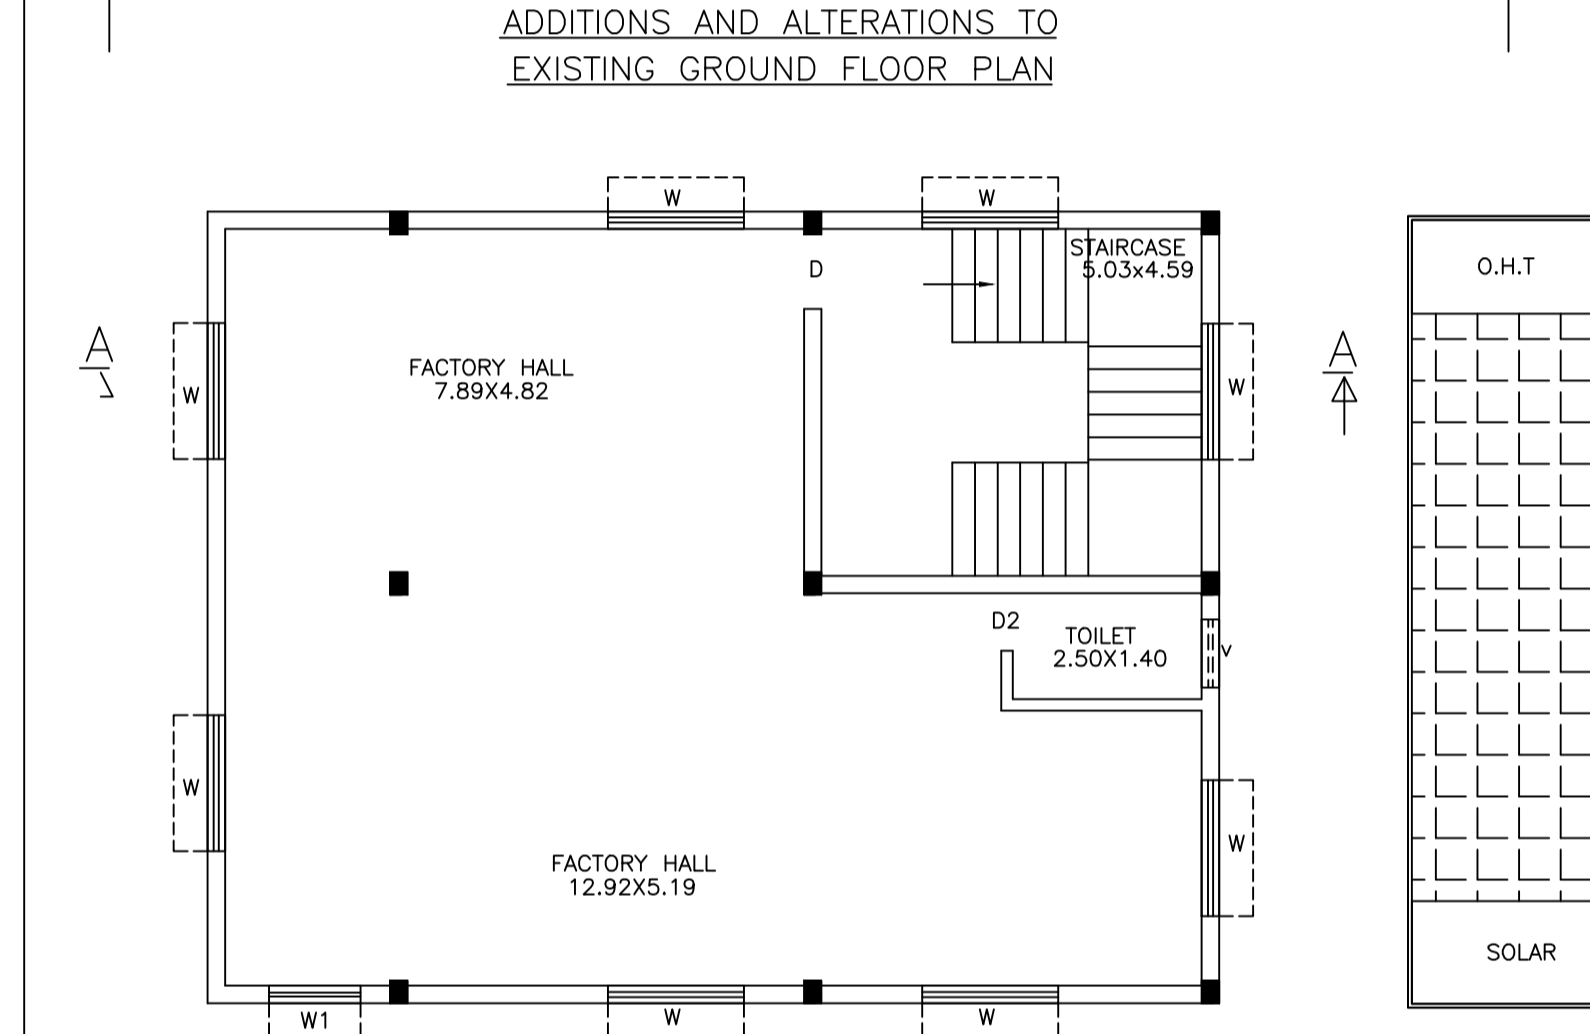 ADDITIONS AND ALTERATIONS TO
EXISTING GROUND FLOOR PLAN
W
W
D
STAIRCASE
5.03x4.59
O.H.T
A
A
FACTORY HALL
7.89X4.82
W
W
D2
TOILET
2.50X1.40
V
W
W
FACTORY HALL
12.92X5.19
SOLAR
W1
W
W